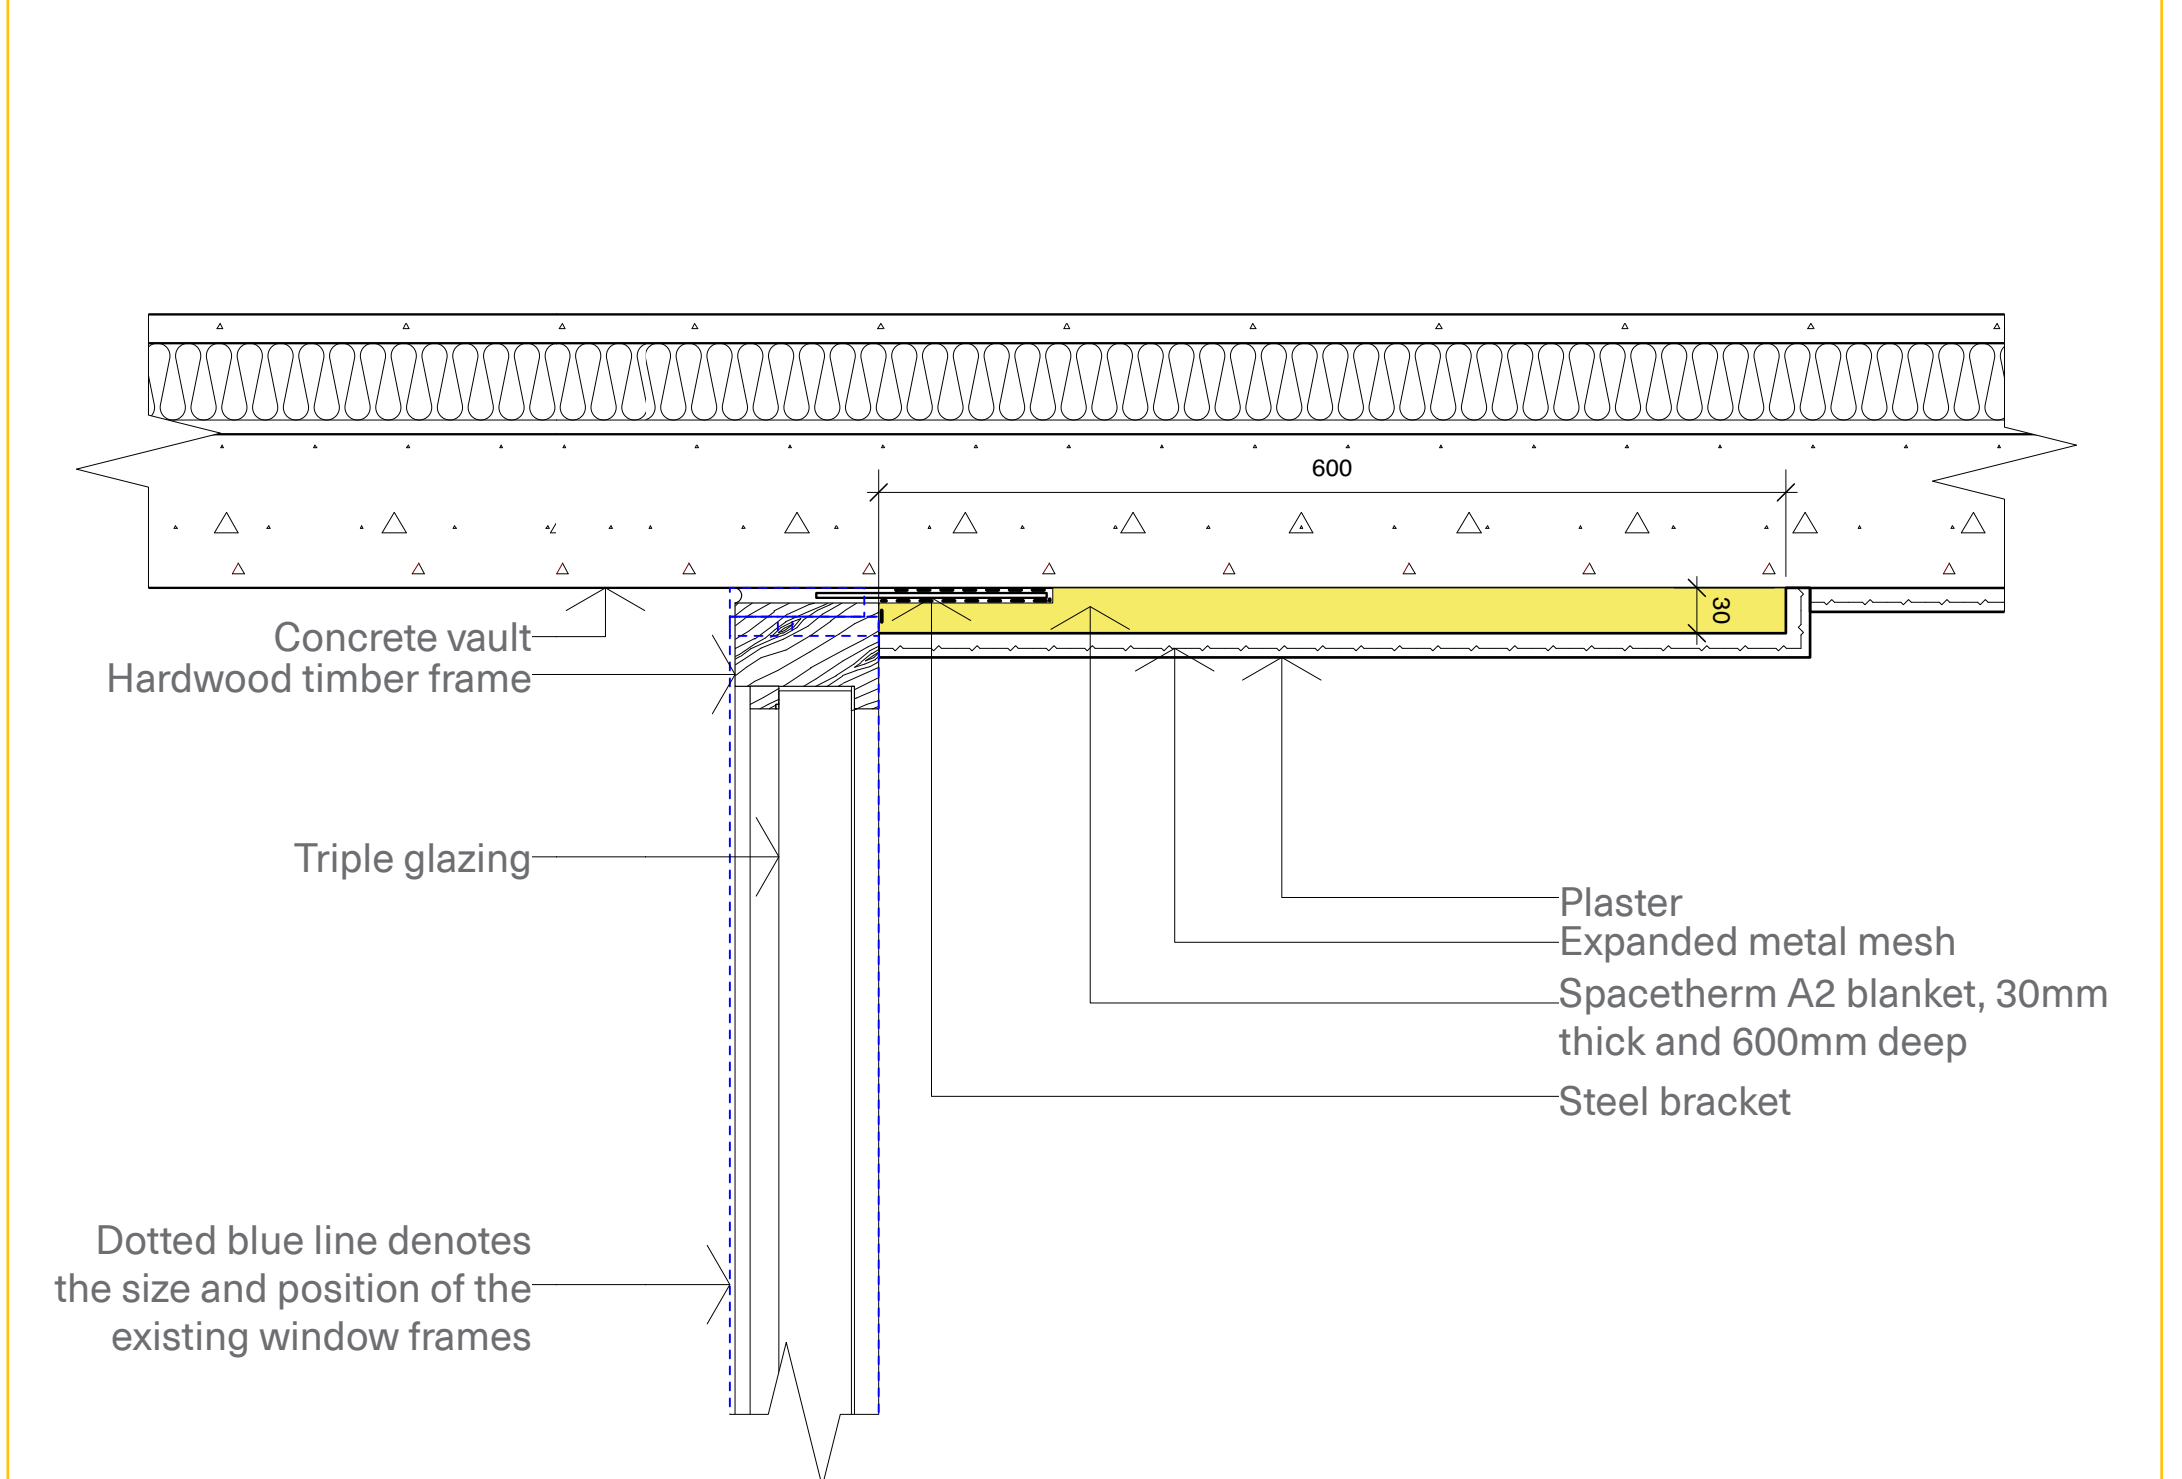 600
30
Concrete vault
Hardwood timber frame
Triple glazing
Plaster
Expanded metal mesh
Spacetherm A2 blanket, 30mm
thick and 600mm deep
Steel bracket
Dotted blue line denotes
the size and position of the
existing window frames